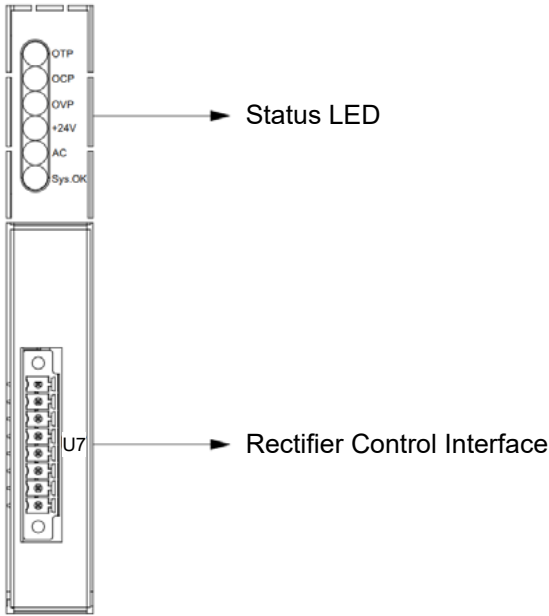 OTP
OCP
OVP
+24V
AC
Sys.OK
Status LED
U7
Rectifier Control Interface